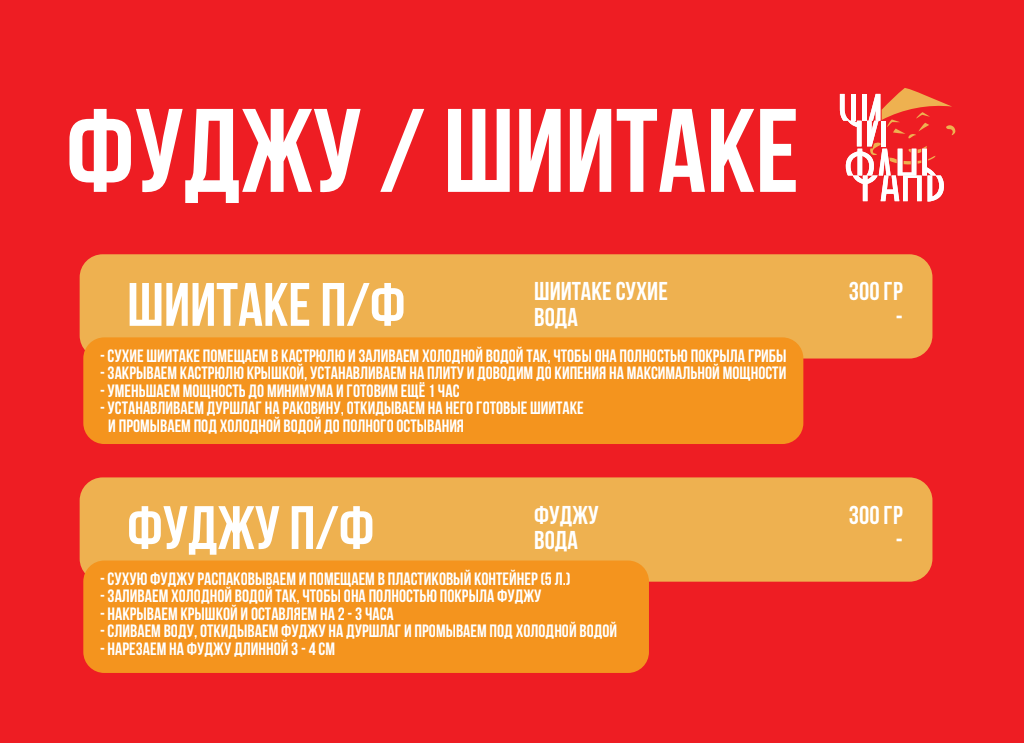 ФУДЖУ / ШИИТАКЕ
ЧИ
ФАНЬ
ШИИТАКЕ П/Ф
ШИИТАКЕ СУХИЕ 300 ГР
ВОДА -
- СУХИЕ ШИИТАКЕ ПОМЕЩАЕМ В КАСТРЮЛЮ И ЗАЛИВАЕМ ХОЛОДНОЙ ВОДОЙ ТАК, ЧТОБЫ ОНА ПОЛНОСТЬЮ ПОКРЫЛА ГРИБЫ
- ЗАКРЫВАЕМ КАСТРЮЛЮ КРЫШКОЙ, УСТАНАВЛИВАЕМ НА ПЛИТУ И ДОВОДИМ ДО КИПЕНИЯ НА МАКСИМАЛЬНОЙ МОЩНОСТИ
- УМЕНЬШАЕМ МОЩНОСТЬ ДО МИНИМУМА И ГОТОВИМ ЕЩЁ 1 ЧАС
- УСТАНАВЛИВАЕМ ДУРШЛАГ НА РАКОВИНУ, ОТКИДЫВАЕМ НА НЕГО ГОТОВЫЕ ШИИТАКЕ
И ПРОМЫВАЕМ ПОД ХОЛОДНОЙ ВОДОЙ ДО ПОЛНОГО ОСТЫВАНИЯ
ФУДЖУ П/Ф
ФУДЖУ 300 ГР
ВОДА -
- СУХУЮ ФУДЖУ РАСПАКОВЫВАЕМ И ПОМЕЩАЕМ В ПЛАСТИКОВЫЙ КОНТЕЙНЕР (5 Л.)
- ЗАЛИВАЕМ ХОЛОДНОЙ ВОДОЙ ТАК, ЧТОБЫ ОНА ПОЛНОСТЬЮ ПОКРЫЛА ФУДЖУ
- НАКРЫВАЕМ КРЫШКОЙ И ОСТАВЛЯЕМ НА 2 - 3 ЧАСА
- СЛИВАЕМ ВОДУ, ОТКИДЫВАЕМ ФУДЖУ НА ДУРШЛАГ И ПРОМЫВАЕМ ПОД ХОЛОДНОЙ ВОДОЙ
- НАРЕЗАЕМ НА ФУДЖУ ДЛИННОЙ 3 - 4 СМ